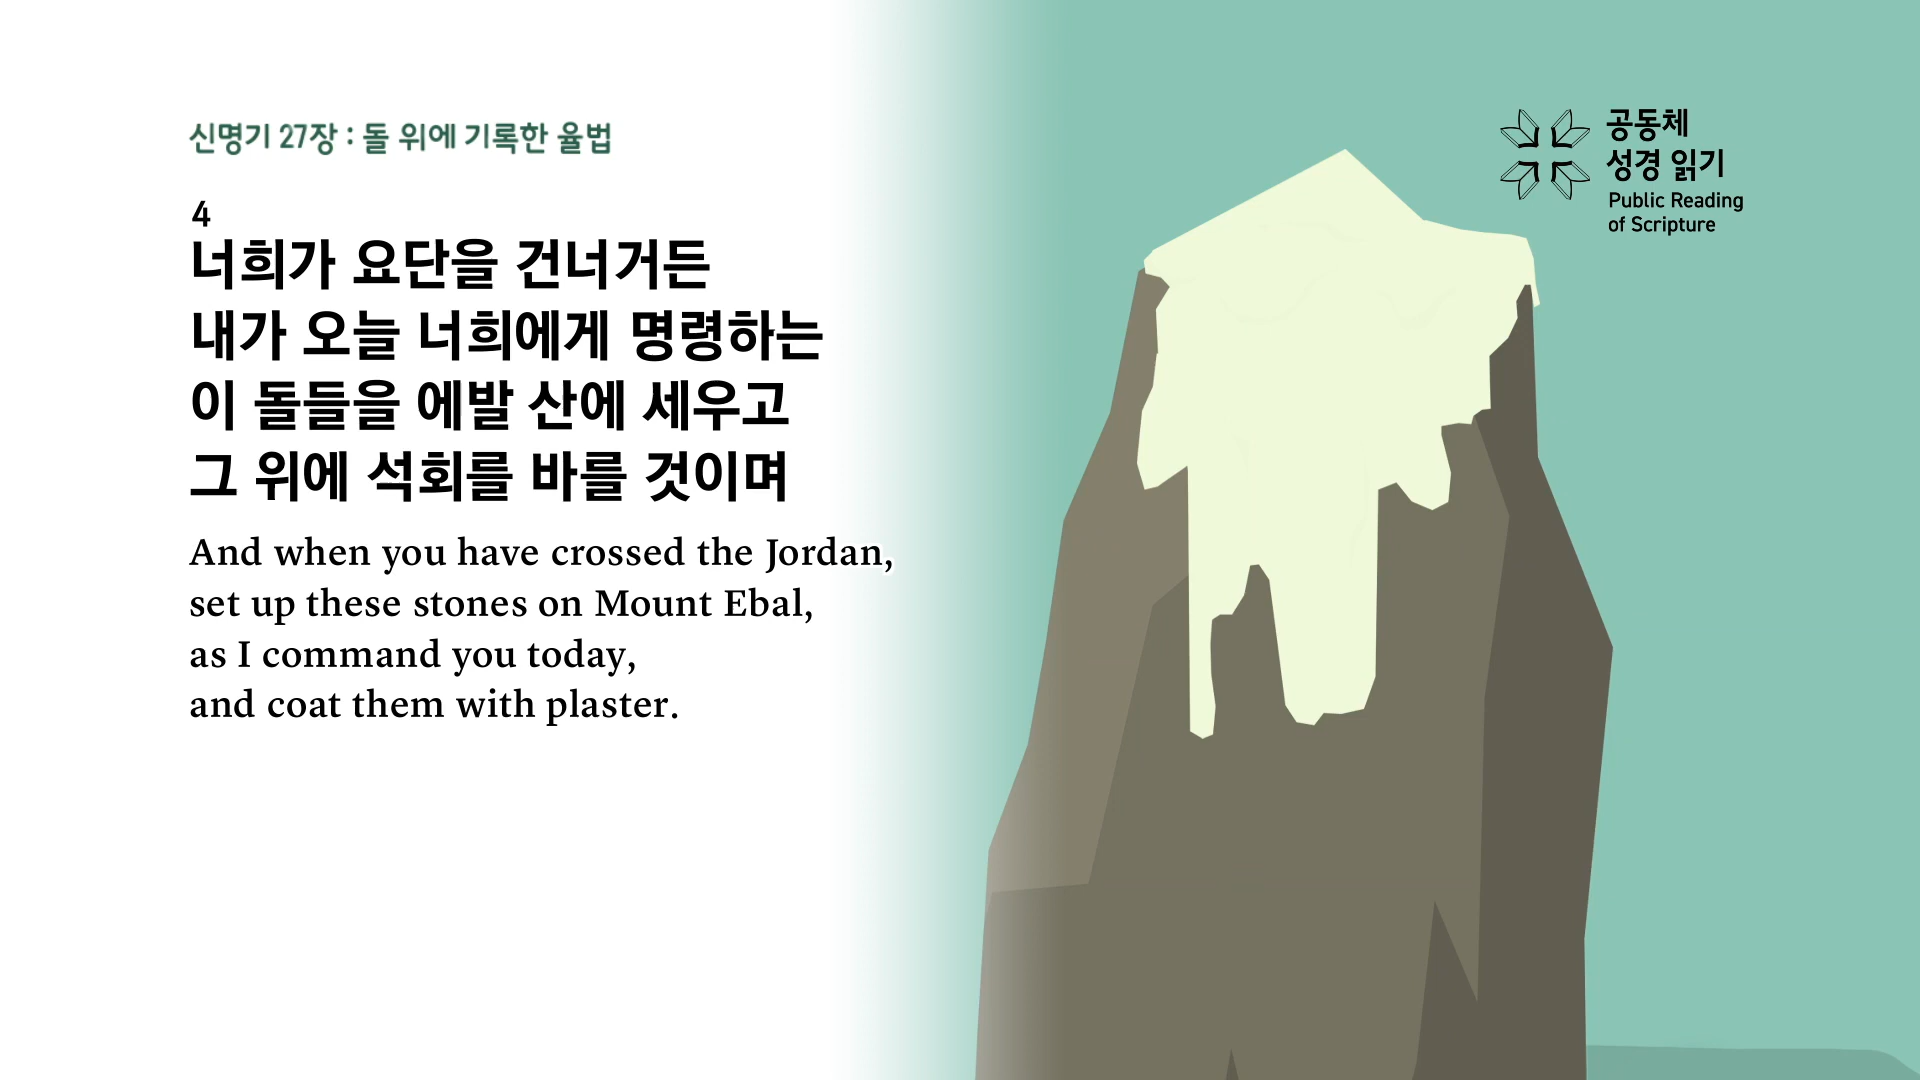 신명기 27장 : 돌 위에 기록한 율법
4
너희가 요단을 건너거든
내가 오늘 너희에게 명령하는
이 돌들을 에발 산에 세우고
그 위에 석회를 바를 것이며
And when you have crossed the Jordan,
set up these stones on Mount Ebal,
as I command you today,
and coat them with plaster.
공동체
성경 읽기
Public Reading
of Scripture